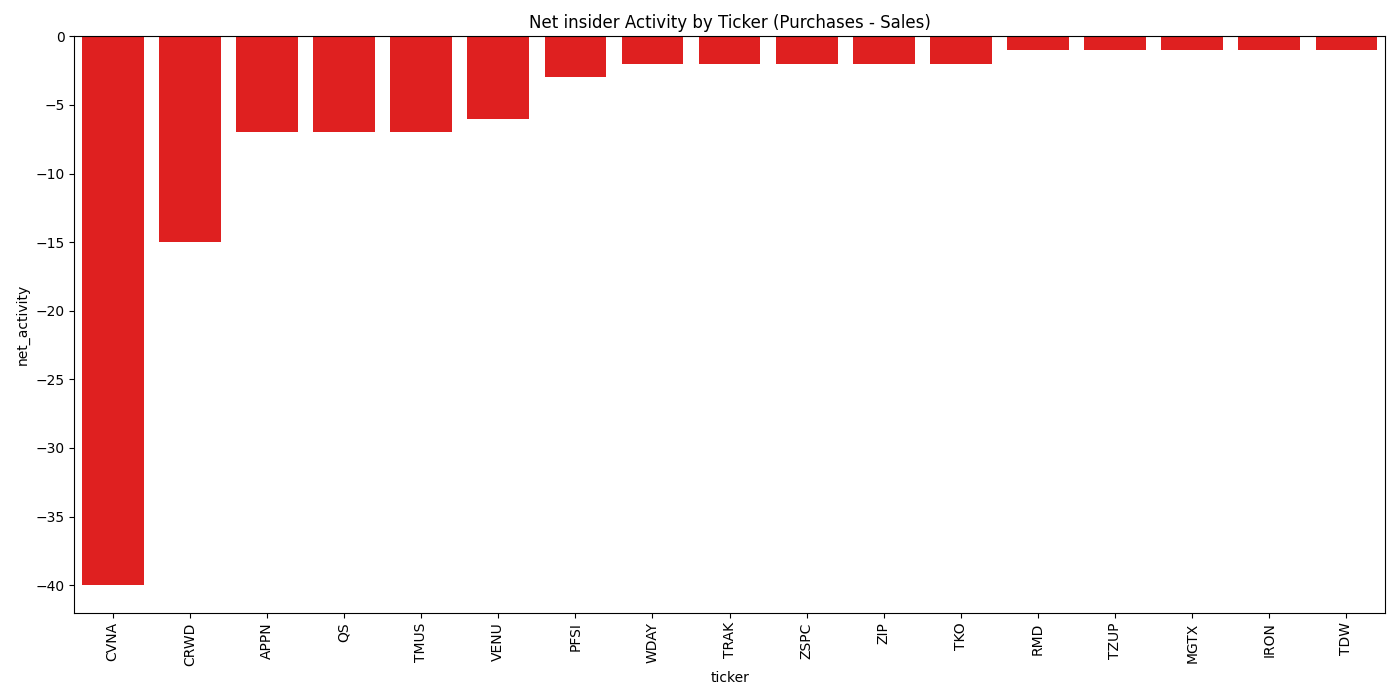 Net insider Activity by Ticker (Purchases - Sales)
0
−5
−10
−15
−20
−25
−30
−35
−40
net_activity
CVNA
CRWD
APPN
QS
TMUS
VENU
PFSI
WDAY
TRAK
ZSPC
ZIP
TKO
RMD
TZUP
MGTX
IRON
TDW
ticker